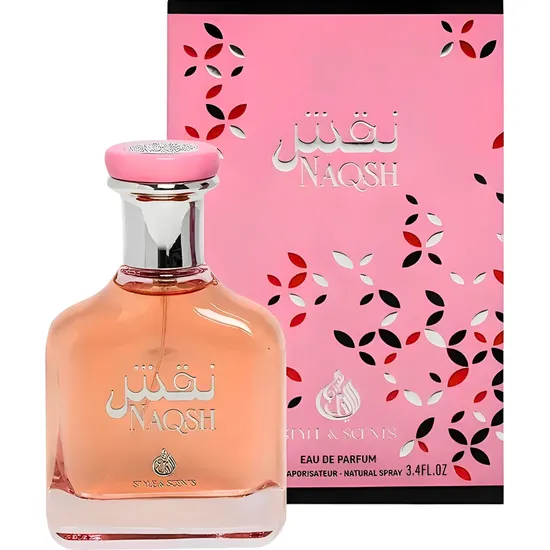 نقش
NAQSH
STYLE & SCENTS
نقش
NAQSH
STYLE & SCENTS
EAU DE PARFUM
VAPORISATEUR - NATURAL SPRAY 3.4FL.OZ